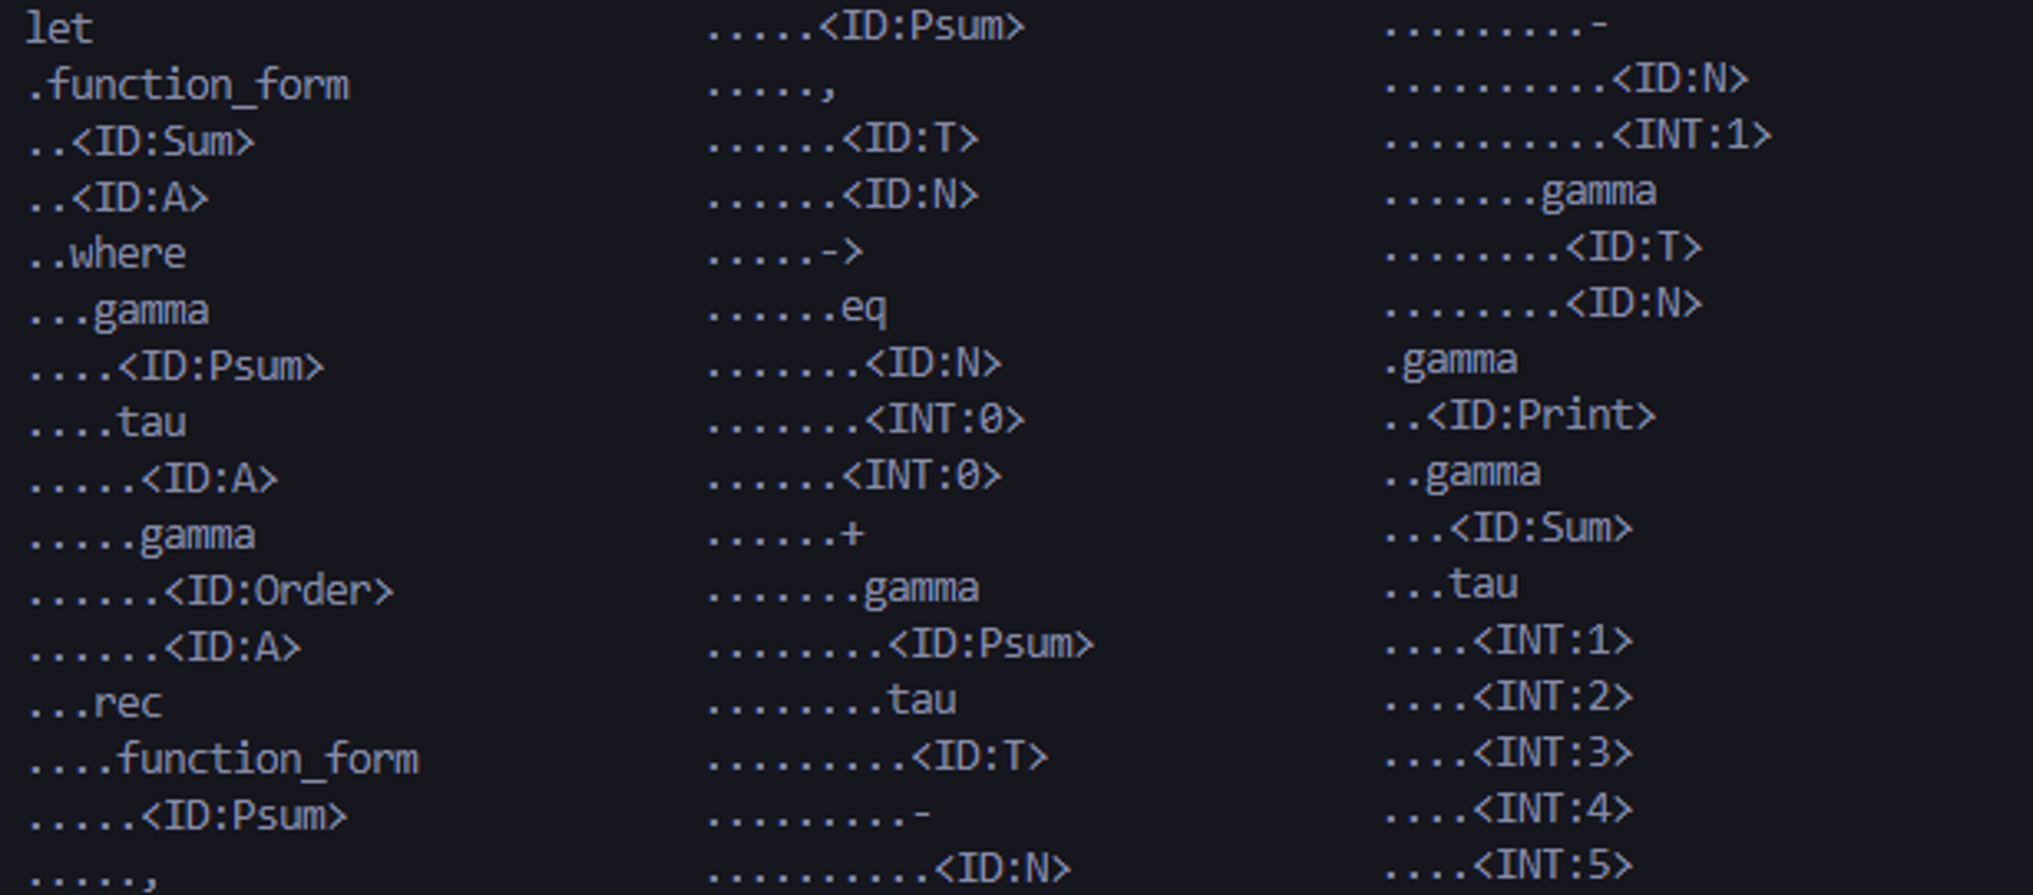 let
.function_form
..<ID:Sum>
..<ID:A>
..where
...gamma
....<ID:Psum>
....tau
.....<ID:A>
.....gamma
......<ID:Order>
......<ID:A>
...rec
....function_form
.....<ID:Psum>
.....,
.....<ID:Psum>
.....,
......<ID:T>
......<ID:N>
.....->
......eq
.......<ID:N>
.......<INT:0>
......<INT:0>
......+
.......gamma
........<ID:Psum>
........tau
.........<ID:T>
.........-
..........<ID:N>
.........-
..........<ID:N>
..........<INT:1>
.......gamma
........<ID:T>
........<ID:N>
.gamma
..<ID:Print>
..gamma
...<ID:Sum>
...tau
....<INT:1>
....<INT:2>
....<INT:3>
....<INT:4>
....<INT:5>